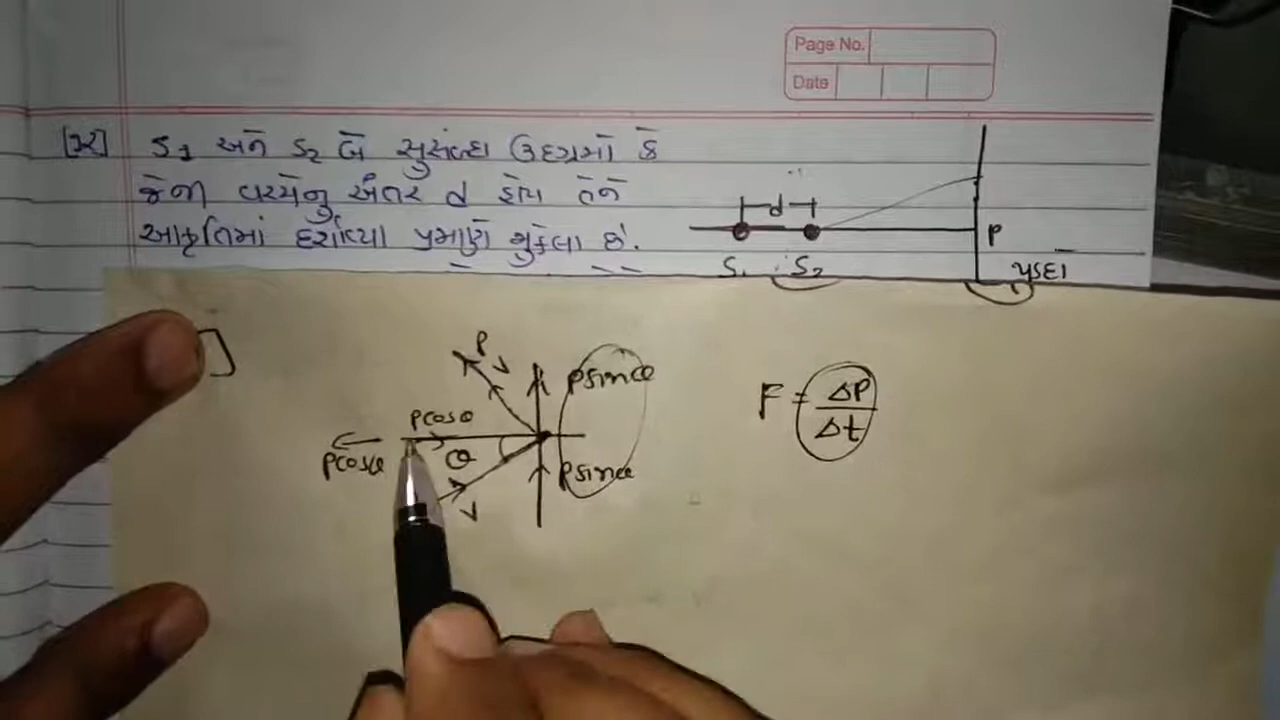 Page No.
Date
[૨૨] S₁ અને S₂ બે સુસંબદ્ધ ઉદગમો કે
જેની વચ્ચેનુ અંતર d હોય તેને
આકૃતિમાં દર્શાવ્યા પ્રમાણે મુકેલા છે.
d
P
S₁ S₂ પડદો
P V
Psinθ
Pcosθ
F = ΔP/Δt
Pcosθ θ Psinθ
V